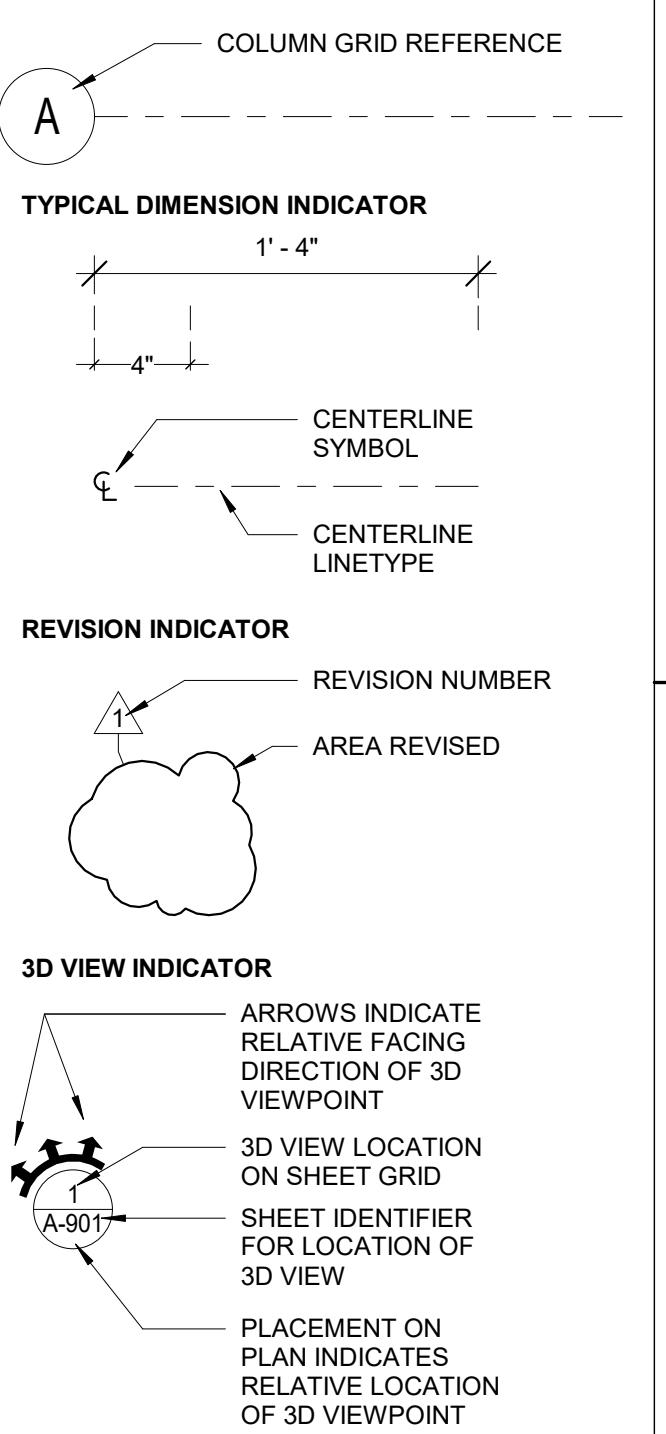 COLUMN GRID REFERENCE
A
TYPICAL DIMENSION INDICATOR
1' - 4"
4"
CENTERLINE
SYMBOL
℄
CENTERLINE
LINETYPE
REVISION INDICATOR
REVISION NUMBER
1
AREA REVISED
3D VIEW INDICATOR
ARROWS INDICATE
RELATIVE FACING
DIRECTION OF 3D
VIEWPOINT
3D VIEW LOCATION
ON SHEET GRID
1
A-901
SHEET IDENTIFIER
FOR LOCATION OF
3D VIEW
PLACEMENT ON
PLAN INDICATES
RELATIVE LOCATION
OF 3D VIEWPOINT